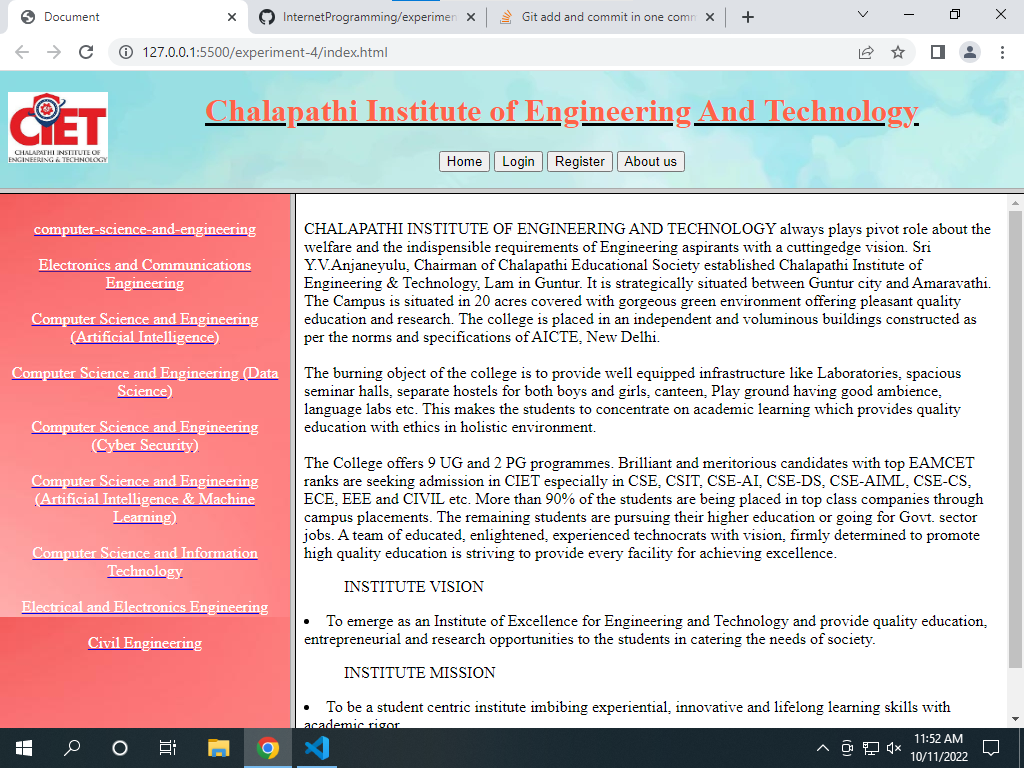 Document
InternetProgramming/experimen
Git add and commit in one comm
127.0.0.1:5500/experiment-4/index.html
CIET
CHALAPATHI INSTITUTE OF
ENGINEERING & TECHNOLOGY
Chalapathi Institute of Engineering And Technology
Home Login Register About us
computer-science-and-engineering
Electronics and Communications
Engineering
Computer Science and Engineering
(Artificial Intelligence)
Computer Science and Engineering (Data
Science)
Computer Science and Engineering
(Cyber Security)
Computer Science and Engineering
(Artificial Intelligence & Machine
Learning)
Computer Science and Information
Technology
Electrical and Electronics Engineering
Civil Engineering
CHALAPATHI INSTITUTE OF ENGINEERING AND TECHNOLOGY always plays pivot role about the
welfare and the indispensible requirements of Engineering aspirants with a cuttingedge vision. Sri
Y.V.Anjaneyulu, Chairman of Chalapathi Educational Society established Chalapathi Institute of
Engineering & Technology, Lam in Guntur. It is strategically situated between Guntur city and Amaravathi.
The Campus is situated in 20 acres covered with gorgeous green environment offering pleasant quality
education and research. The college is placed in an independent and voluminous buildings constructed as
per the norms and specifications of AICTE, New Delhi.
The burning object of the college is to provide well equipped infrastructure like Laboratories, spacious
seminar halls, separate hostels for both boys and girls, canteen, Play ground having good ambience,
language labs etc. This makes the students to concentrate on academic learning which provides quality
education with ethics in holistic environment.
The College offers 9 UG and 2 PG programmes. Brilliant and meritorious candidates with top EAMCET
ranks are seeking admission in CIET especially in CSE, CSIT, CSE-AI, CSE-DS, CSE-AIML, CSE-CS,
ECE, EEE and CIVIL etc. More than 90% of the students are being placed in top class companies through
campus placements. The remaining students are pursuing their higher education or going for Govt. sector
jobs. A team of educated, enlightened, experienced technocrats with vision, firmly determined to promote
high quality education is striving to provide every facility for achieving excellence.
INSTITUTE VISION
• To emerge as an Institute of Excellence for Engineering and Technology and provide quality education,
entrepreneurial and research opportunities to the students in catering the needs of society.
INSTITUTE MISSION
• To be a student centric institute imbibing experiential, innovative and lifelong learning skills with
academic rigor
11:52 AM
10/11/2022